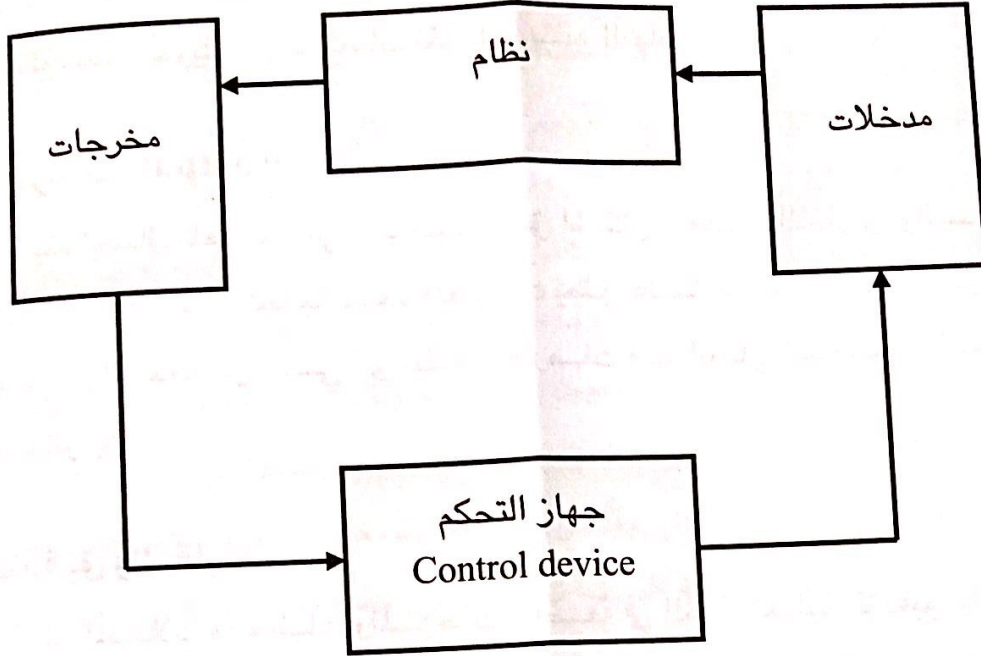 مدخلات
نظام
مخرجات
جهاز التحكم
Control device